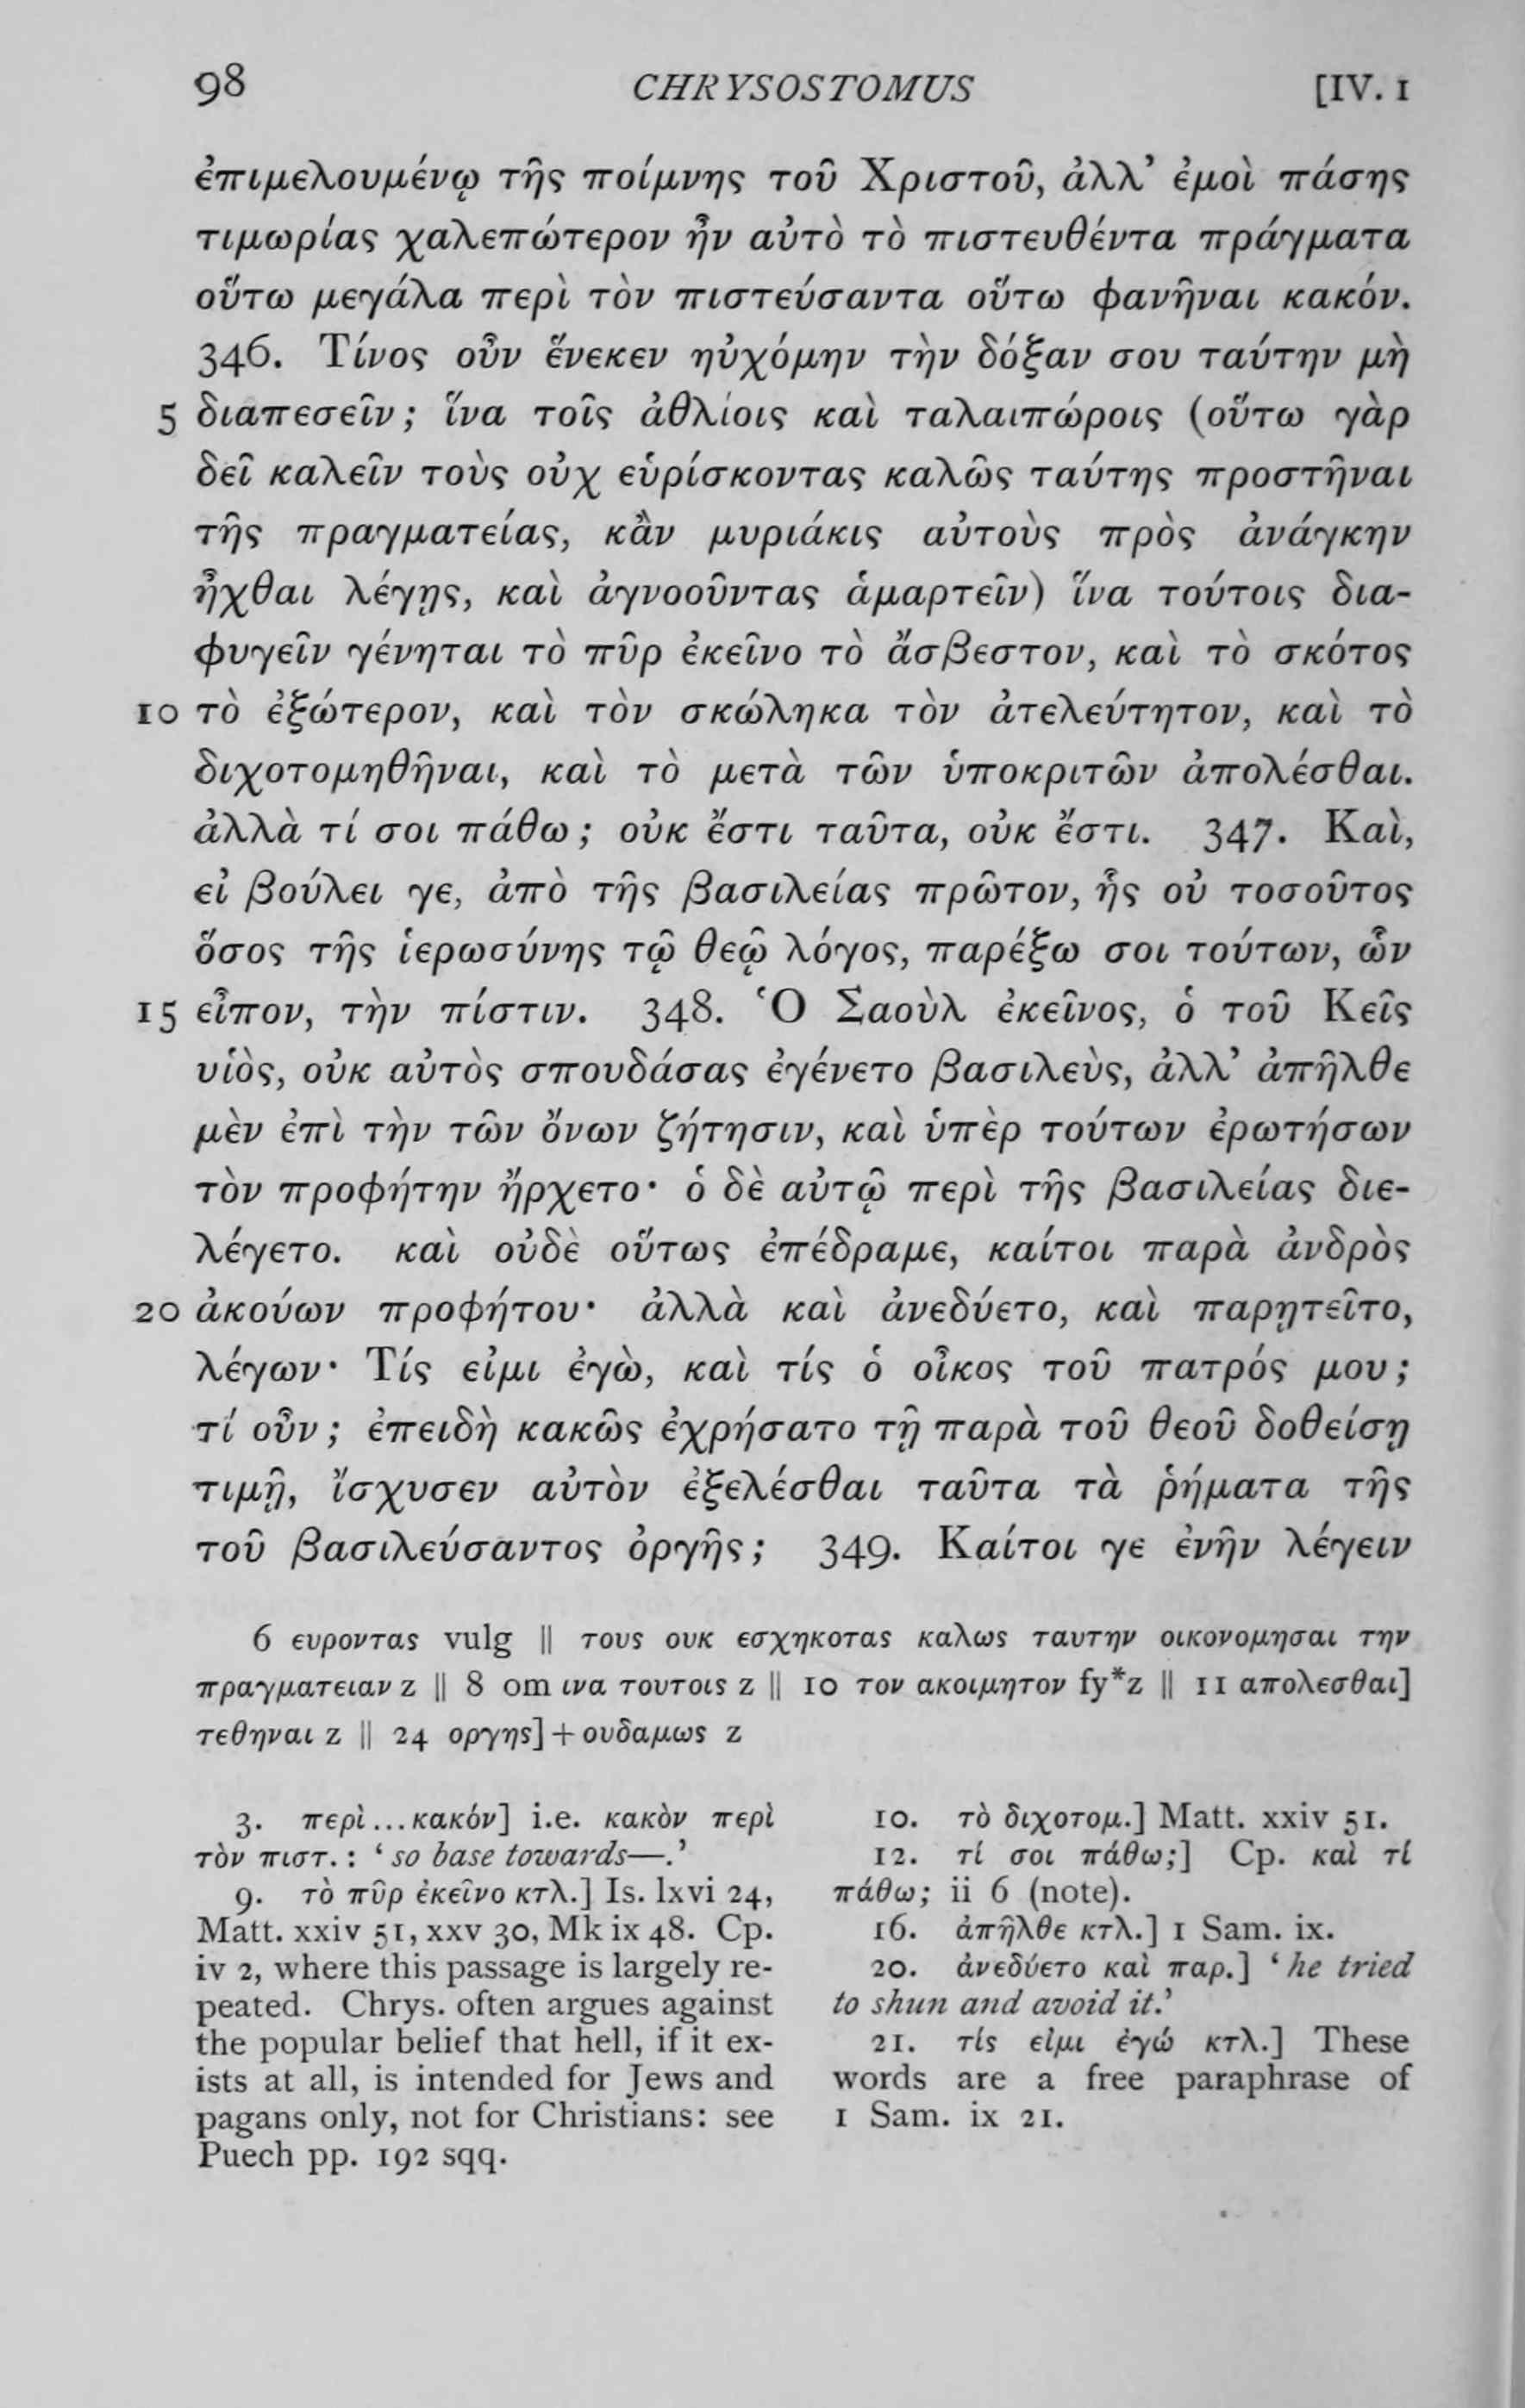 98 CHRYSOSTOMUS [IV. 1
ἐπιμελουμένῳ τῆς ποίμνης τοῦ Χριστοῦ, ἀλλ’ ἐμοὶ πάσης
τιμωρίας χαλεπώτερον ἦν αὐτὸ τὸ πιστευθέντα πράγματα
οὕτω μεγάλα περὶ τὸν πιστεύσαντα οὕτω φανῆναι κακόν.
346. Τίνος οὖν ἕνεκεν ηὐχόμην τὴν δόξαν σου ταύτην μὴ
5 διαπεσεῖν; ἵνα τοῖς ἀθλίοις καὶ ταλαιπώροις (οὕτω γὰρ
δεῖ καλεῖν τοὺς οὐχ εὑρίσκοντας καλῶς ταύτης προστῆναι
τῆς πραγματείας, κἂν μυριάκις αὐτοὺς πρὸς ἀνάγκην
ἦχθαι λέγῃς, καὶ ἀγνοοῦντας ἁμαρτεῖν) ἵνα τούτοις δια-
φυγεῖν γένηται τὸ πῦρ ἐκεῖνο τὸ ἄσβεστον, καὶ τὸ σκότος
10 τὸ ἐξώτερον, καὶ τὸν σκώληκα τὸν ἀτελεύτητον, καὶ τὸ
διχοτομηθῆναι, καὶ τὸ μετὰ τῶν ὑποκριτῶν ἀπολέσθαι.
ἀλλὰ τί σοι πάθω; οὐκ ἔστι ταῦτα, οὐκ ἔστι. 347. Καὶ,
εἰ βούλει γε, ἀπὸ τῆς βασιλείας πρῶτον, ἧς οὐ τοσοῦτος
ὅσος τῆς ἱερωσύνης τῷ θεῷ λόγος, παρέξω σοι τούτων, ὧν
15 εἶπον, τὴν πίστιν. 348. Ὁ Σαοὺλ ἐκεῖνος, ὁ τοῦ Κεῖς
υἱὸς, οὐκ αὐτὸς σπουδάσας ἐγένετο βασιλεὺς, ἀλλ’ ἀπῆλθε
μὲν ἐπὶ τὴν τῶν ὄνων ζήτησιν, καὶ ὑπὲρ τούτων ἐρωτήσων
τὸν προφήτην ἤρχετο· ὁ δὲ αὐτῷ περὶ τῆς βασιλείας διε-
λέγετο. καὶ οὐδὲ οὕτως ἐπέδραμε, καίτοι παρὰ ἀνδρὸς
20 ἀκούων προφήτου· ἀλλὰ καὶ ἀνεδύετο, καὶ παρῃτεῖτο,
λέγων· Τίς εἰμι ἐγὼ, καὶ τίς ὁ οἶκος τοῦ πατρός μου;
τί οὖν; ἐπειδὴ κακῶς ἐχρήσατο τῇ παρὰ τοῦ θεοῦ δοθείσῃ
τιμῇ, ἴσχυσεν αὐτὸν ἐξελέσθαι ταῦτα τὰ ῥήματα τῆς
τοῦ βασιλεύσαντος ὀργῆς; 349. Καίτοι γε ἐνῆν λέγειν
6 ευροντας vulg || τους ουκ εσχηκοτας καλως ταυτην οικονομησαι την
πραγματειαν z || 8 om ινα τουτοις z || 10 τον ακοιμητον fy*z || 11 απολεσθαι]
τεθηναι z || 24 οργης]+ουδαμως z
3. περὶ...κακόν] i.e. κακὸν περὶ
τὸν πιστ.: ‘so base towards—.’
9. τὸ πῦρ ἐκεῖνο κτλ.] Is. lxvi 24,
Matt. xxiv 51, xxv 30, Mk ix 48. Cp.
iv 2, where this passage is largely re-
peated. Chrys. often argues against
the popular belief that hell, if it ex-
ists at all, is intended for Jews and
pagans only, not for Christians: see
Puech pp. 192 sqq.
10. τὸ διχοτομ.] Matt. xxiv 51.
12. τί σοι πάθω;] Cp. καὶ τί
πάθω; ii 6 (note).
16. ἀπῆλθε κτλ.] 1 Sam. ix.
20. ἀνεδύετο καὶ παρ.] ‘he tried
to shun and avoid it.’
21. τίς εἰμι ἐγώ κτλ.] These
words are a free paraphrase of
1 Sam. ix 21.